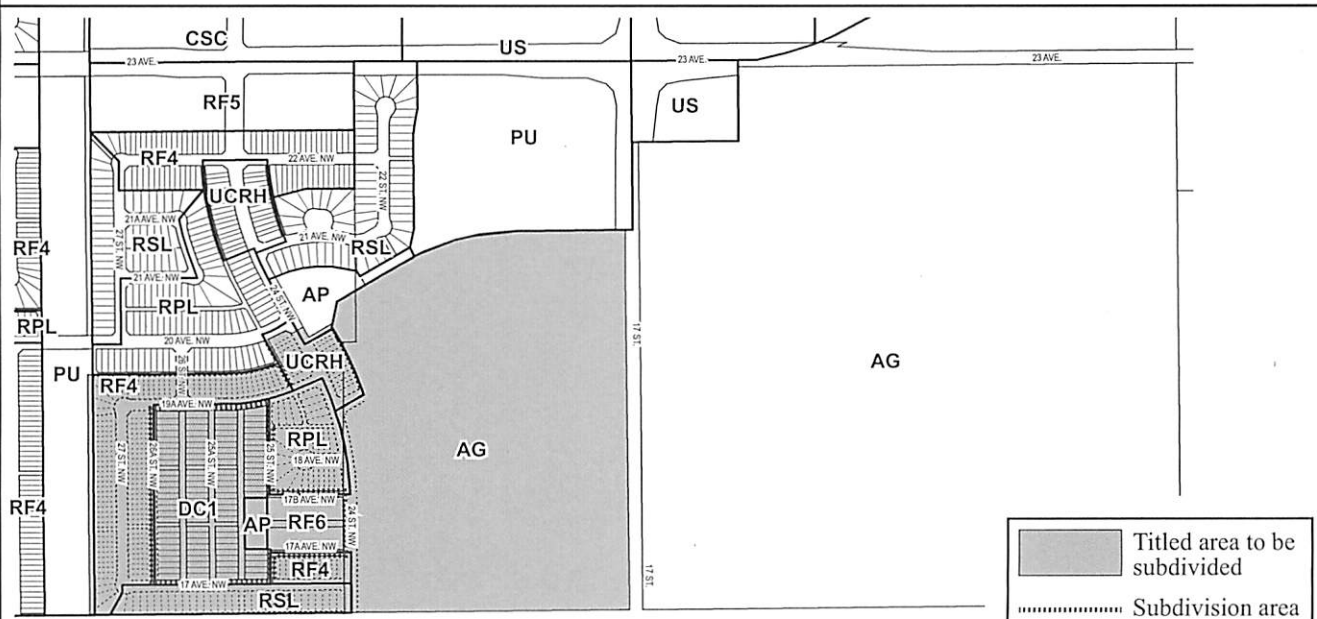 CSC
US
23 AVE.
23 AVE.
23 AVE.
RF5
US
PU
RF4
22 AVE. NW
UCRH
22 ST. NW
21A AVE. NW
27 ST. NW
RSL
21 AVE. NW
RSL
RF4
21 AVE. NW
AP
24 ST. NW
RPL
RPL
17 ST.
20 AVE. NW
UCRH
AG
PU
26 ST. NW
RF4
19A AVE. NW
RPL
27 ST. NW
26A ST. NW
25A ST. NW
25 ST. NW
18 AVE. NW
AG
17B AVE. NW
RF4
DC1
AP
RF6
24 ST. NW
17A AVE. NW
RF4
17 ST.
17 AVE. NW
RSL
Titled area to be
subdivided
Subdivision area